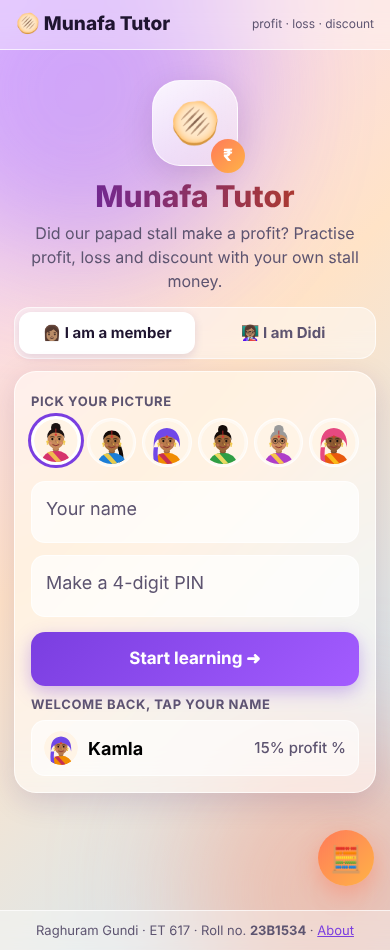 Munafa Tutor
profit · loss · discount
₹
Munafa Tutor
Did our papad stall make a profit? Practise
profit, loss and discount with your own stall
money.
I am a member
I am Didi
PICK YOUR PICTURE
Your name
Make a 4-digit PIN
Start learning ➜
WELCOME BACK, TAP YOUR NAME
Kamla
15% profit %
Raghuram Gundi · ET 617 · Roll no. 23B1534 · About